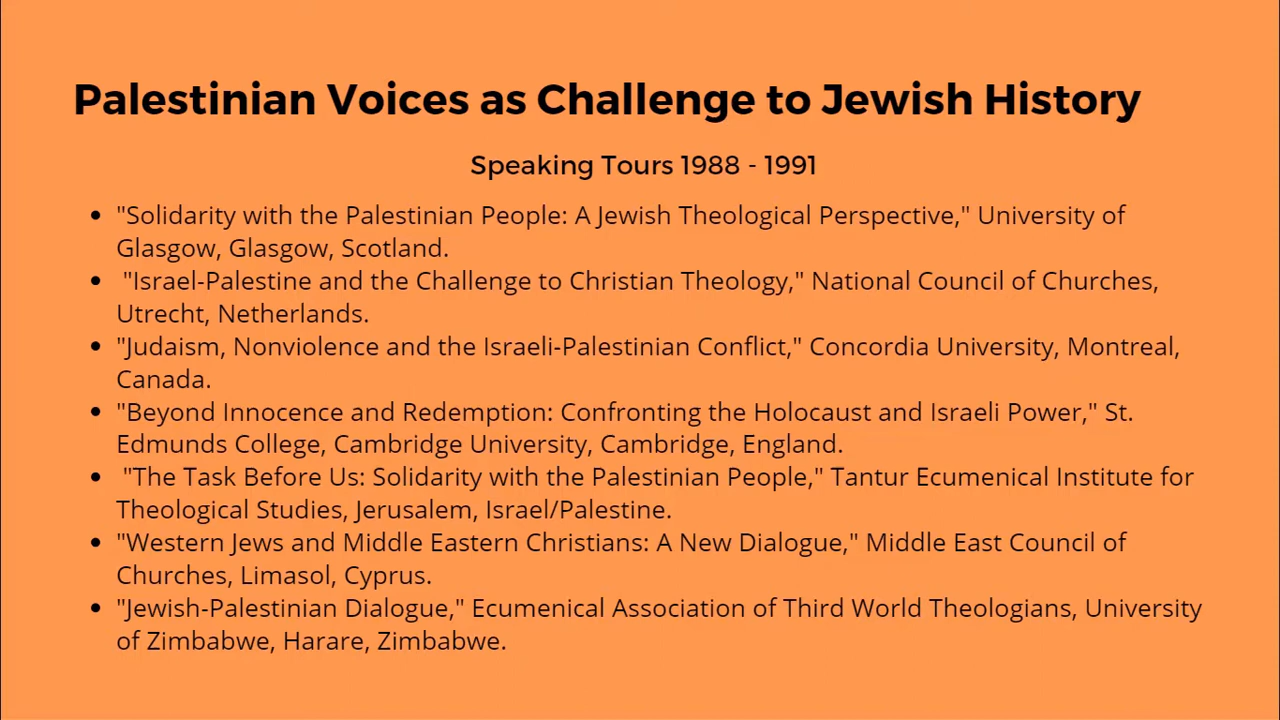 Palestinian Voices as Challenge to Jewish History
Speaking Tours 1988 - 1991
• "Solidarity with the Palestinian People: A Jewish Theological Perspective," University of
Glasgow, Glasgow, Scotland.
• "Israel-Palestine and the Challenge to Christian Theology," National Council of Churches,
Utrecht, Netherlands.
• "Judaism, Nonviolence and the Israeli-Palestinian Conflict," Concordia University, Montreal,
Canada.
• "Beyond Innocence and Redemption: Confronting the Holocaust and Israeli Power," St.
Edmunds College, Cambridge University, Cambridge, England.
• "The Task Before Us: Solidarity with the Palestinian People," Tantur Ecumenical Institute for
Theological Studies, Jerusalem, Israel/Palestine.
• "Western Jews and Middle Eastern Christians: A New Dialogue," Middle East Council of
Churches, Limasol, Cyprus.
• "Jewish-Palestinian Dialogue," Ecumenical Association of Third World Theologians, University
of Zimbabwe, Harare, Zimbabwe.